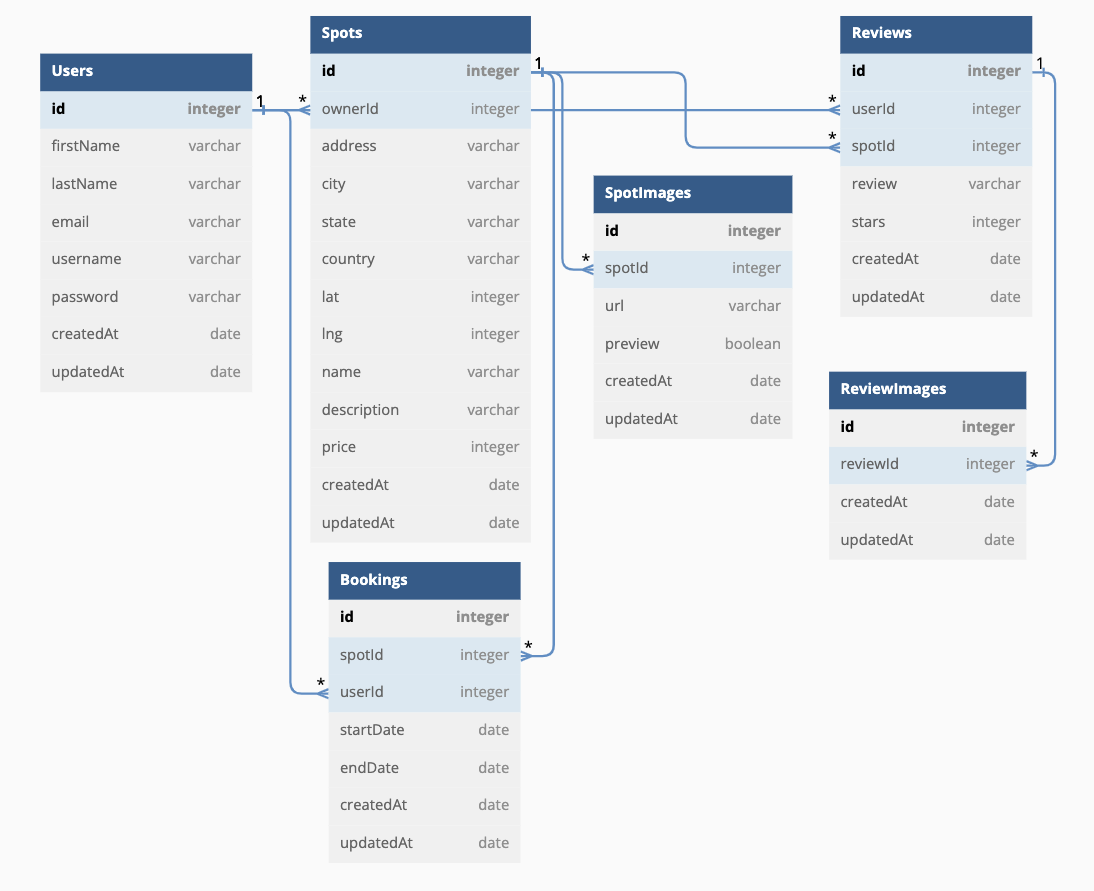 Users
id integer
firstName varchar
lastName varchar
email varchar
username varchar
password varchar
createdAt date
updatedAt date
1
*
Spots
id integer
ownerId integer
address varchar
city varchar
state varchar
country varchar
lat integer
lng integer
name varchar
description varchar
price integer
createdAt date
updatedAt date
1
*
*
Bookings
id integer
spotId integer
userId integer
startDate date
endDate date
createdAt date
updatedAt date
*
SpotImages
id integer
spotId integer
url varchar
preview boolean
createdAt date
updatedAt date
*
*
Reviews
id integer
userId integer
spotId integer
review varchar
stars integer
createdAt date
updatedAt date
1
ReviewImages
id integer
reviewId integer
createdAt date
updatedAt date
*